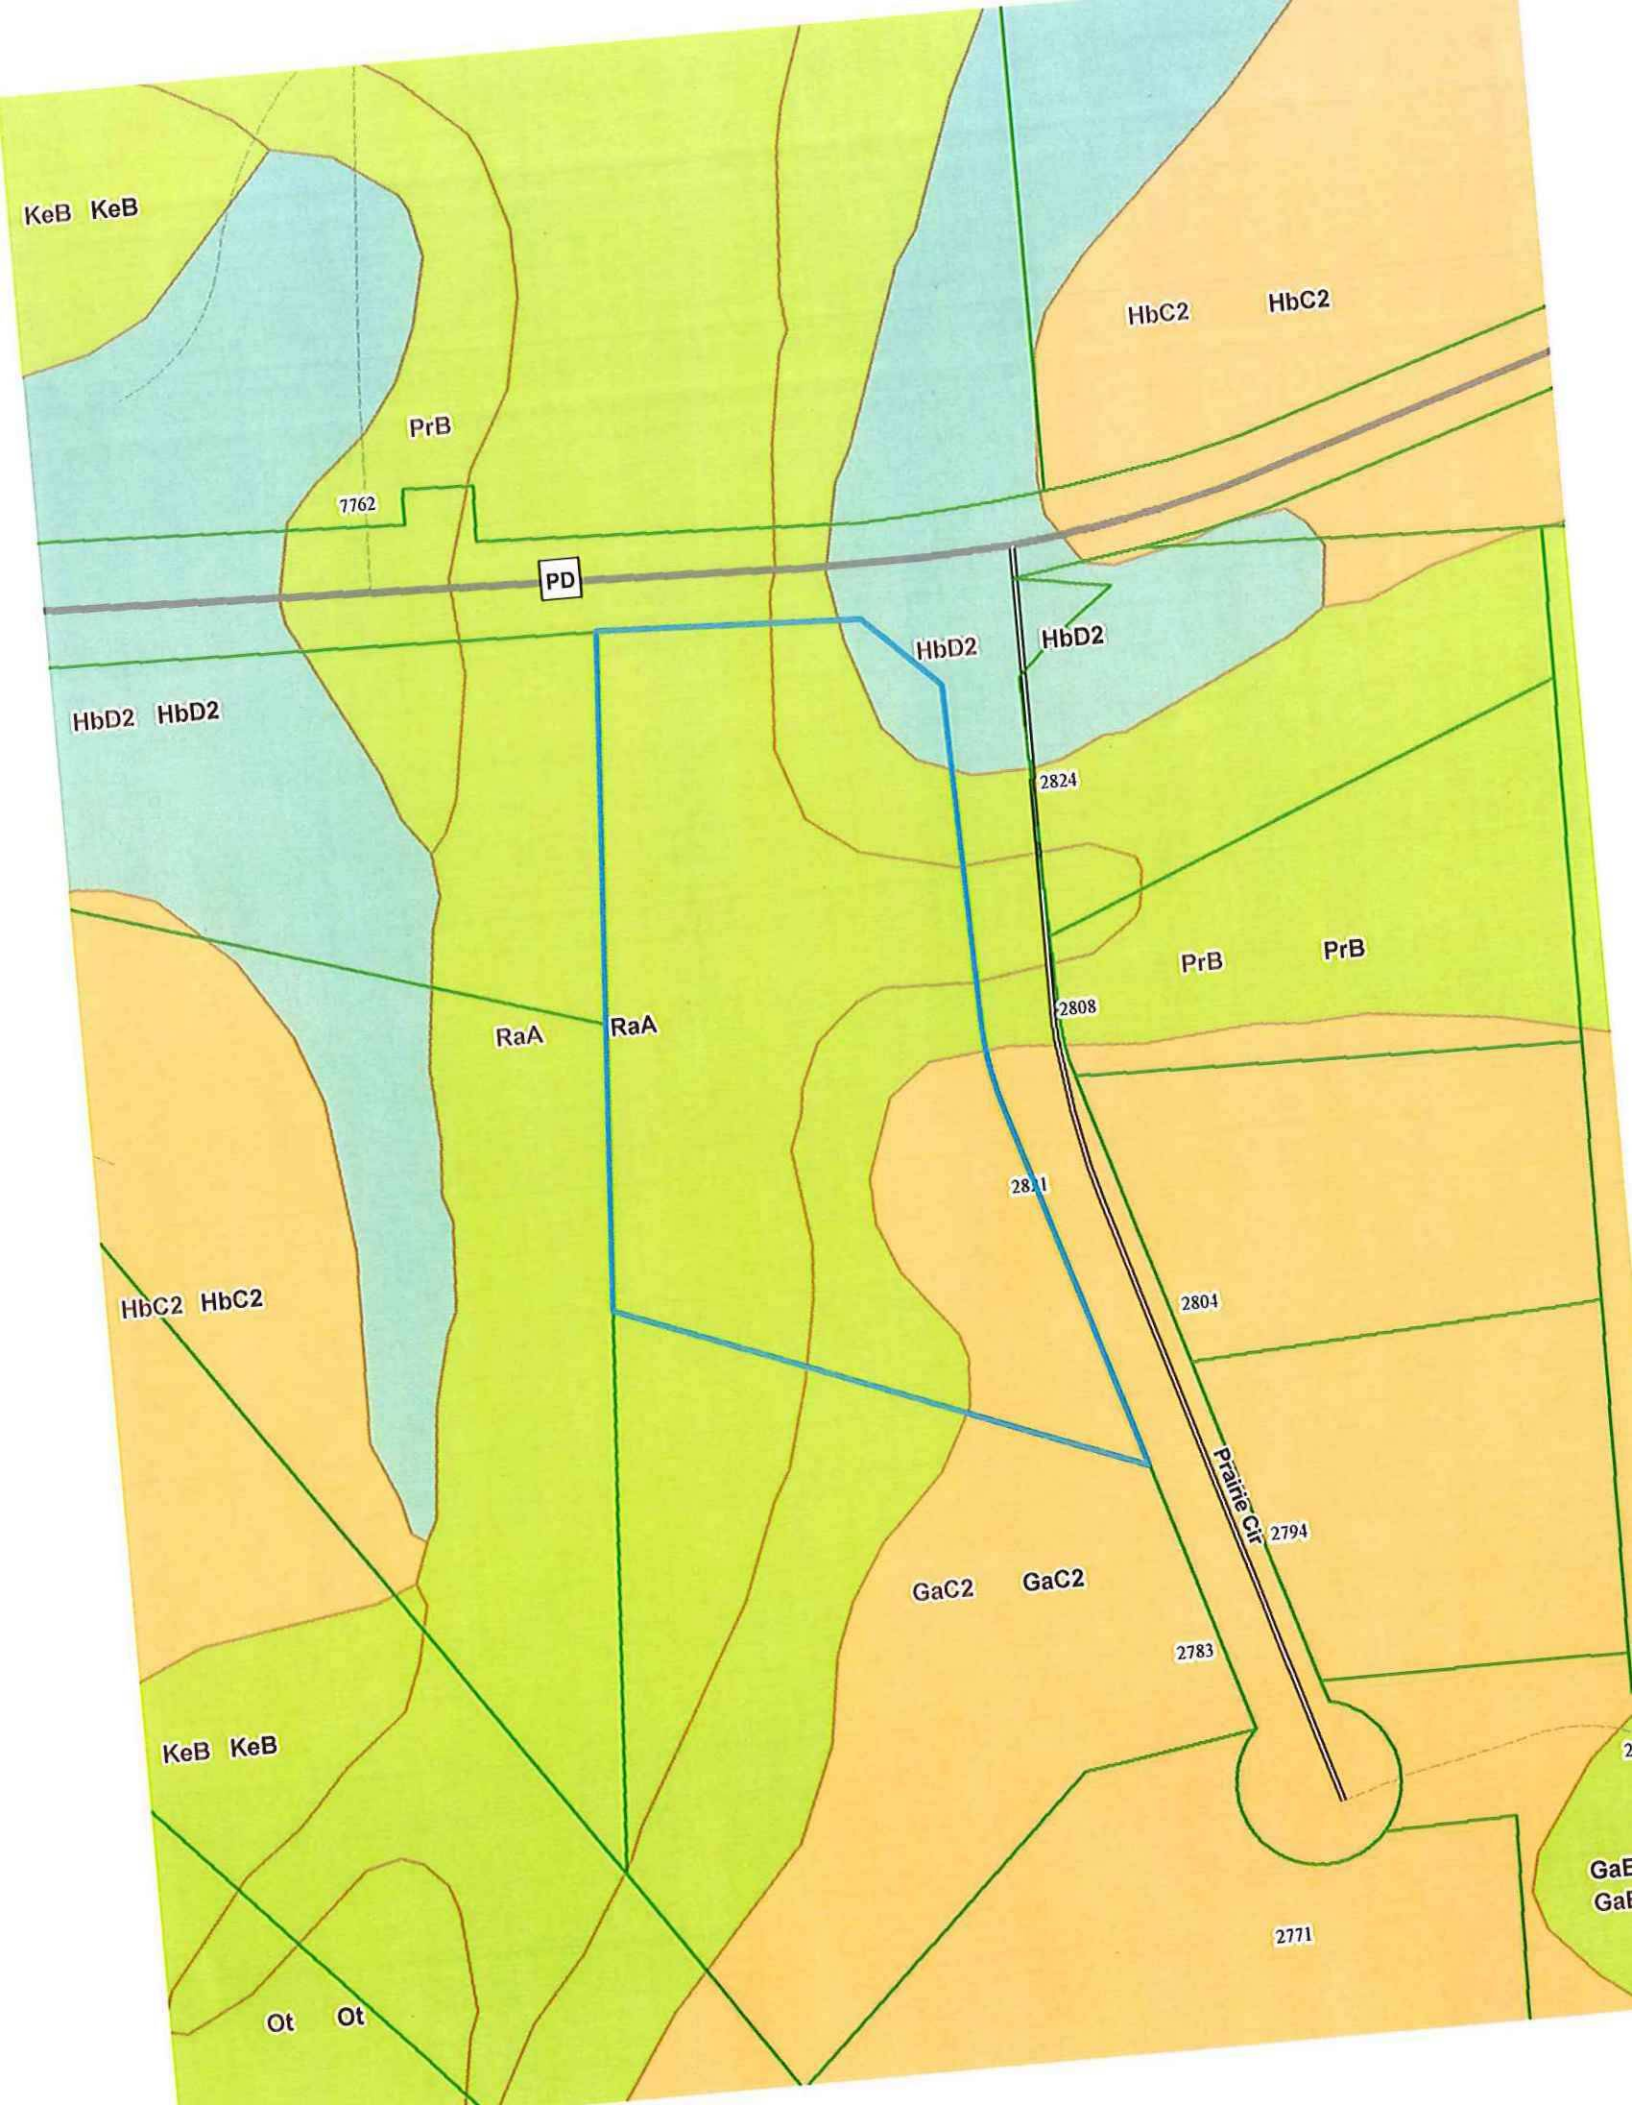 KeB KeB
HbC2 HbC2
PrB
7762
PD
HbD2 HbD2
HbD2 HbD2
2824
PrB PrB
2808
RaA RaA
2821
HbC2 HbC2
2804
Prairie Cir
2794
GaC2 GaC2
2783
KeB KeB
2771
Ot Ot